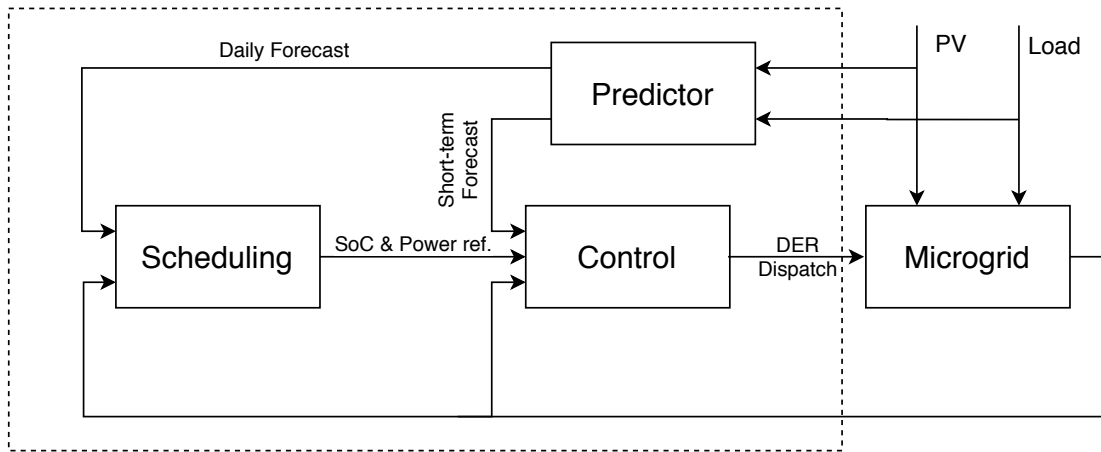 Daily Forecast
PV
Load
Predictor
Short-term
Forecast
Scheduling
SoC & Power ref.
Control
DER
Dispatch
Microgrid